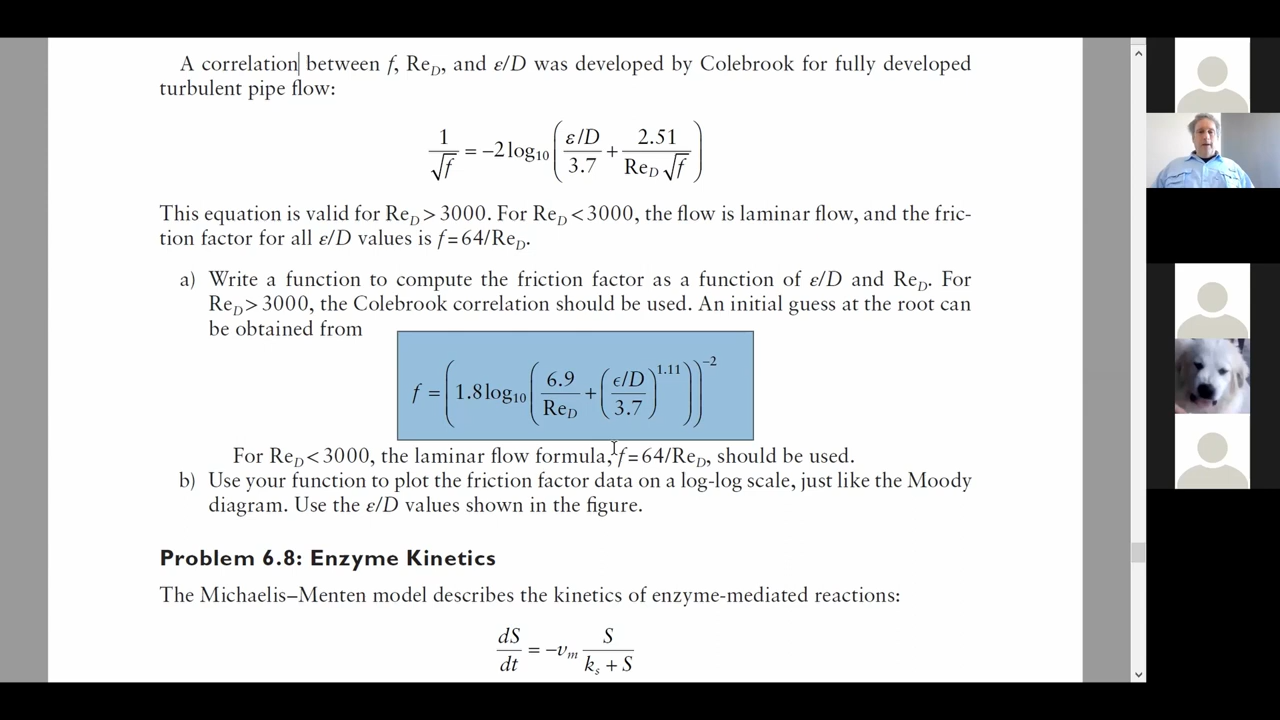 A correlation between f, Re_D, and ε/D was developed by Colebrook for fully developed
turbulent pipe flow:
1/√f = −2log₁₀((ε/D)/3.7 + 2.51/(Re_D √f))
This equation is valid for Re_D > 3000. For Re_D < 3000, the flow is laminar flow, and the fric-
tion factor for all ε/D values is f = 64/Re_D.
a) Write a function to compute the friction factor as a function of ε/D and Re_D. For
Re_D > 3000, the Colebrook correlation should be used. An initial guess at the root can
be obtained from
f = (1.8log₁₀(6.9/Re_D + ((ϵ/D)/3.7)^1.11))^−2
For Re_D < 3000, the laminar flow formula, f = 64/Re_D, should be used.
b) Use your function to plot the friction factor data on a log-log scale, just like the Moody
diagram. Use the ε/D values shown in the figure.
Problem 6.8: Enzyme Kinetics
The Michaelis–Menten model describes the kinetics of enzyme-mediated reactions:
dS/dt = −v_m S/(k_s + S)